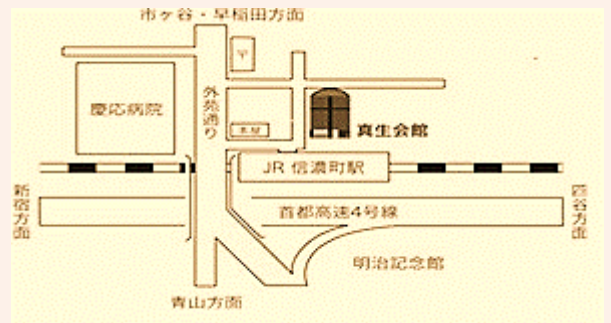 市ヶ谷・早稲田方面
〒
外苑通り
慶応病院
真生会館
JR 信濃町駅
新宿方面
四谷方面
首都高速4号線
明治記念館
青山方面